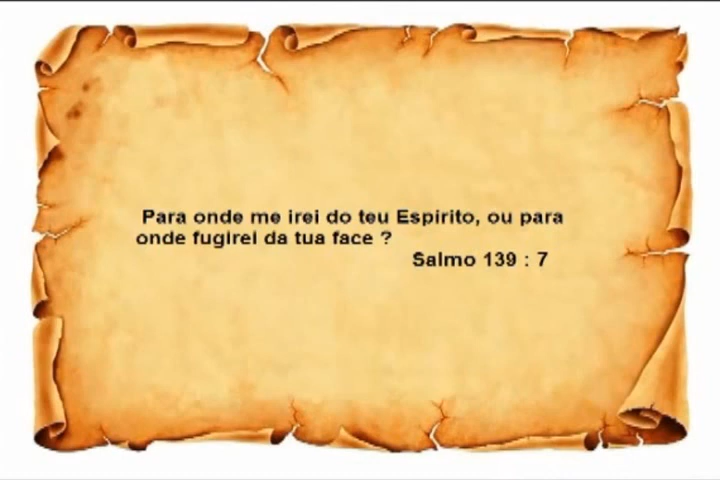 Para onde me irei do teu Espirito, ou para
onde fugirei da tua face ?
Salmo 139 : 7